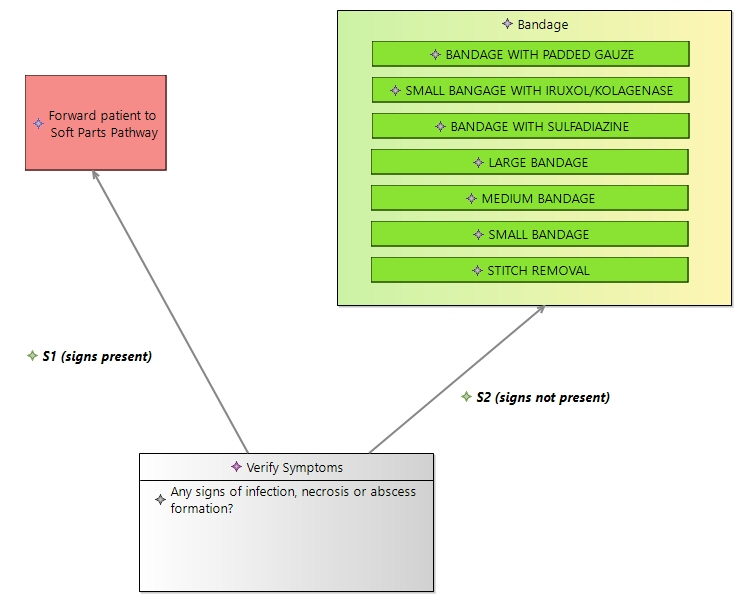 Bandage
BANDAGE WITH PADDED GAUZE
SMALL BANGAGE WITH IRUXOL/KOLAGENASE
BANDAGE WITH SULFADIAZINE
LARGE BANDAGE
MEDIUM BANDAGE
SMALL BANDAGE
STITCH REMOVAL
Forward patient to
Soft Parts Pathway
S1 (signs present)
S2 (signs not present)
Verify Symptoms
Any signs of infection, necrosis or abscess
formation?